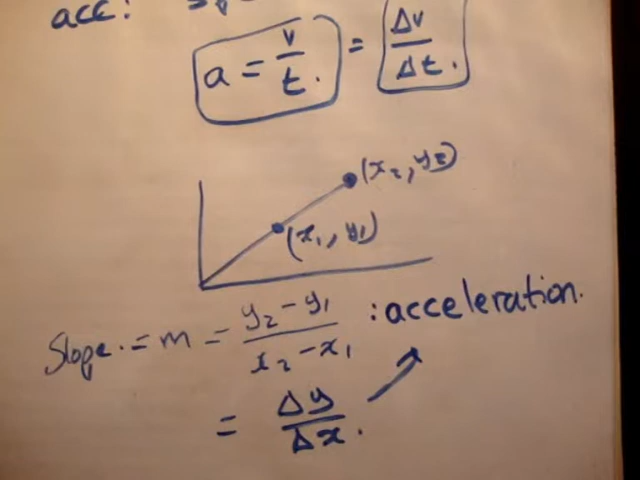 acc:
a = v/t. = Δv/Δt.
(x₂, y₂)
(x₁, y₁)
Slope. = m = y₂-y₁/x₂-x₁ : acceleration.
= Δy/Δx.